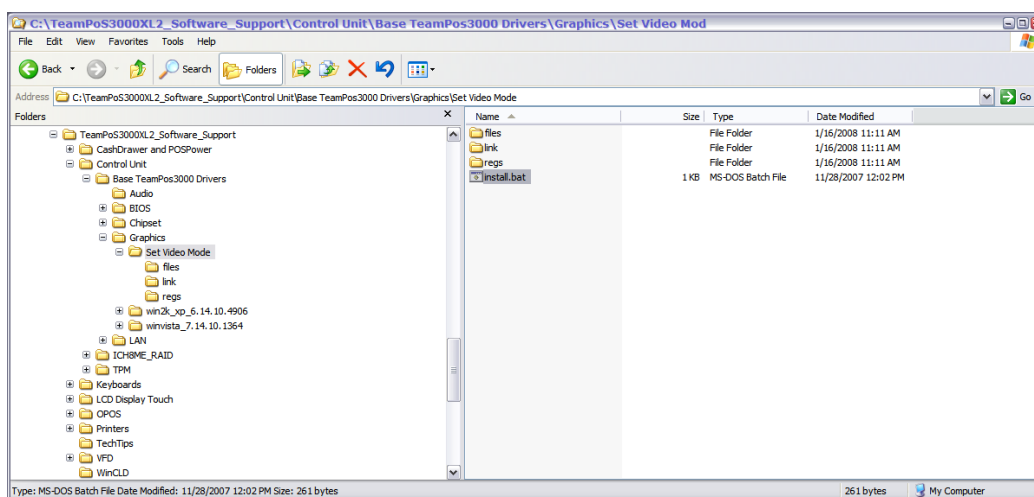 C:\TeamPoS3000XL2_Software_Support\Control Unit\Base TeamPos3000 Drivers\Graphics\Set Video Mod
File Edit View Favorites Tools Help
Back Search Folders
Address C:\TeamPoS3000XL2_Software_Support\Control Unit\Base TeamPos3000 Drivers\Graphics\Set Video Mode Go
Folders
Name Size Type Date Modified
TeamPoS3000XL2_Software_Support
CashDrawer and POSPower
Control Unit
Base TeamPos3000 Drivers
Audio
BIOS
Chipset
Graphics
Set Video Mode
files
link
regs
win2k_xp_6.14.10.4906
winvista_7.14.10.1364
LAN
ICH8ME_RAID
TPM
Keyboards
LCD Display Touch
OPOS
Printers
TechTips
VFD
WinCLD
files File Folder 1/16/2008 11:11 AM
link File Folder 1/16/2008 11:11 AM
regs File Folder 1/16/2008 11:11 AM
install.bat 1 KB MS-DOS Batch File 11/28/2007 12:02 PM
Type: MS-DOS Batch File Date Modified: 11/28/2007 12:02 PM Size: 261 bytes 261 bytes My Computer